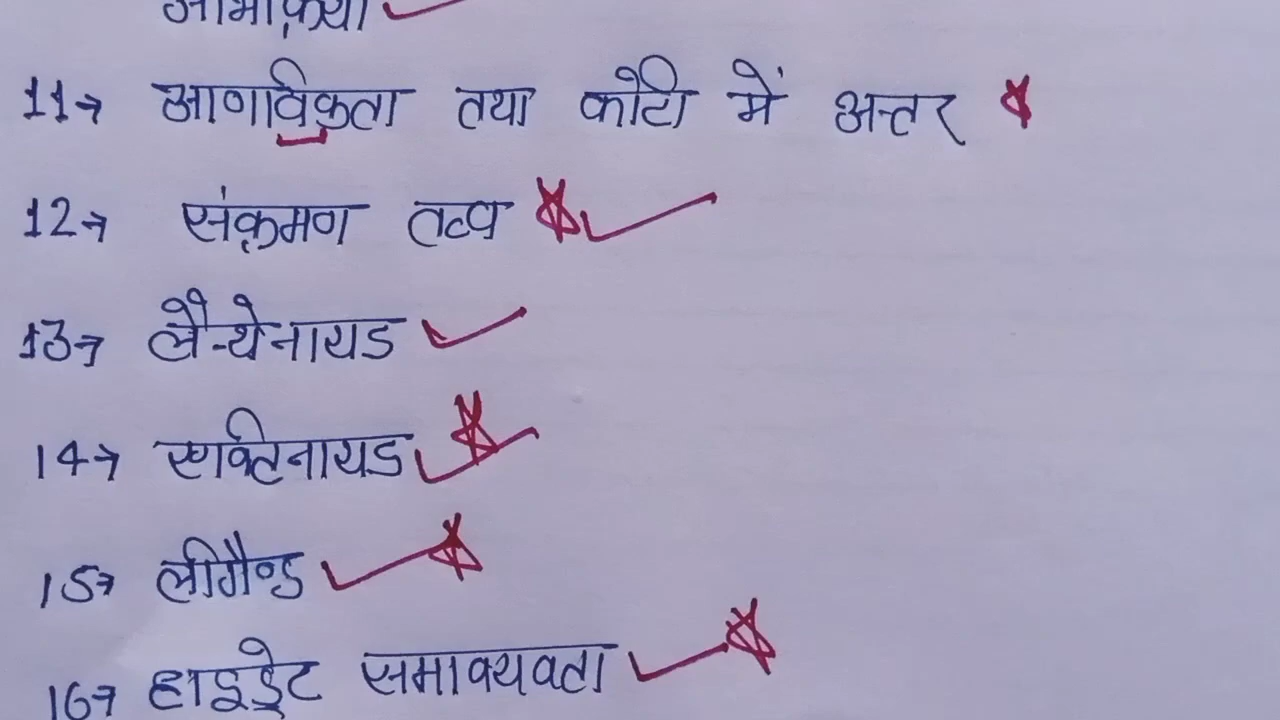 अभिक्रिया
11→ आणविकता तथा कोटी में अन्तर
12→ संक्रमण तत्व
13→ लैन्थेनायड
14→ एक्टिनायड
15→ लीगैण्ड
16→ हाइड्रेट समावयवता